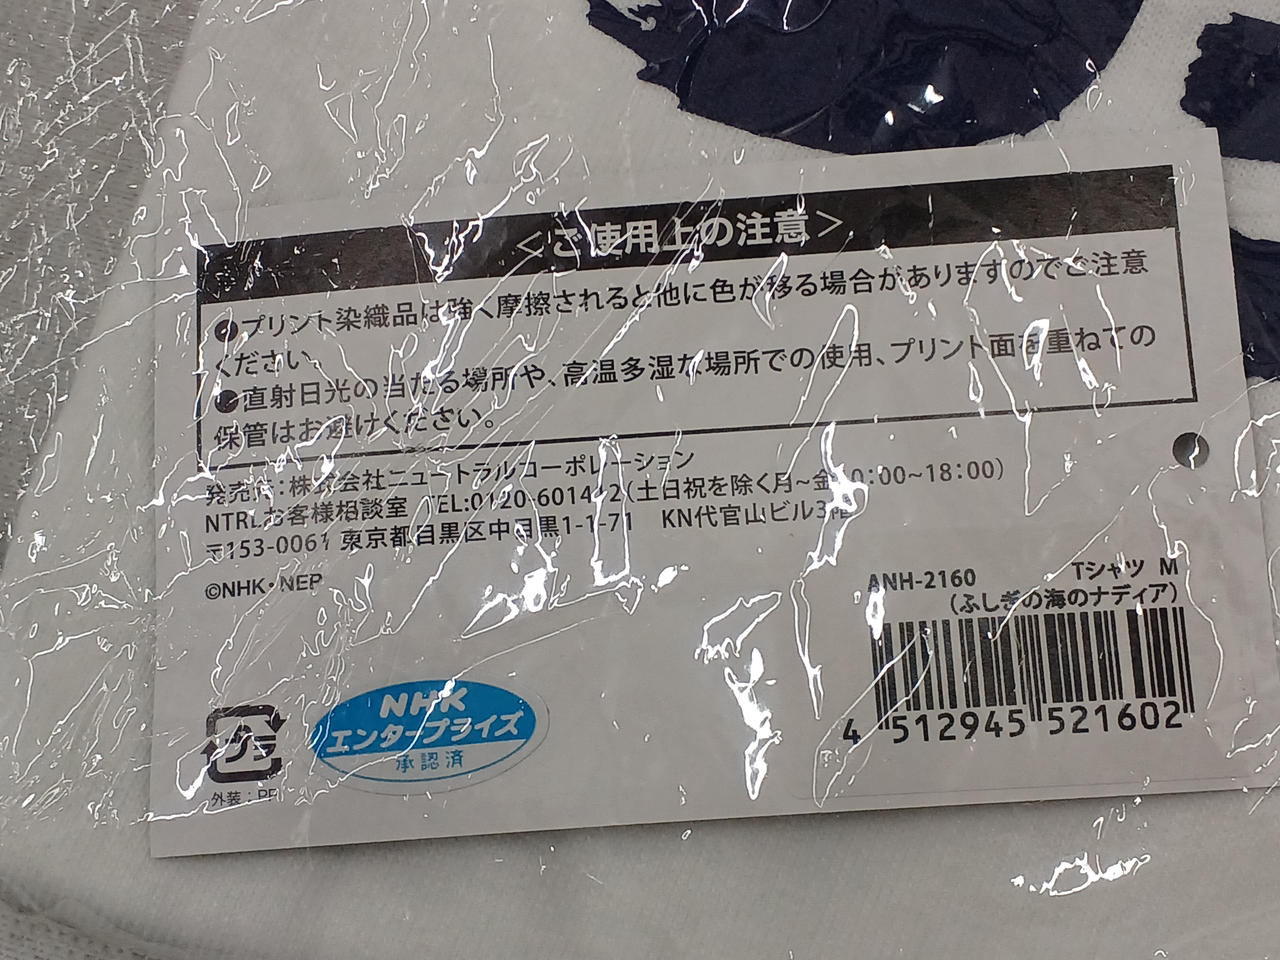 ＜ご使用上の注意＞
●プリント染織品は強く摩擦されると他に色が移る場合がありますのでご注意
ください。
●直射日光の当たる場所や、高温多湿な場所での使用、プリント面を重ねての
保管はお避けください。
発売元:株式会社ニュートラルコーポレーション
NTRLお客様相談室 (土日祝を除く月~金 :00~18:00)
〒153-0061 東京都目黒区中目黒1-1-71 KN代官山ビル3階
©NHK・NEP
ANH-2160 Tシャツ M
(ふしぎの海のナディア)
4 512945 521602
NHK
エンタープライズ
承認済
プラ
外装:PP